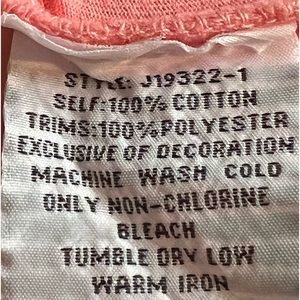 STYLE: J19322-1
SELF:100% COTTON
TRIMS:100% POLYESTER
EXCLUSIVE OF DECORATION
MACHINE WASH COLD
ONLY NON-CHLORINE
BLEACH
TUMBLE DRY LOW
WARM IRON